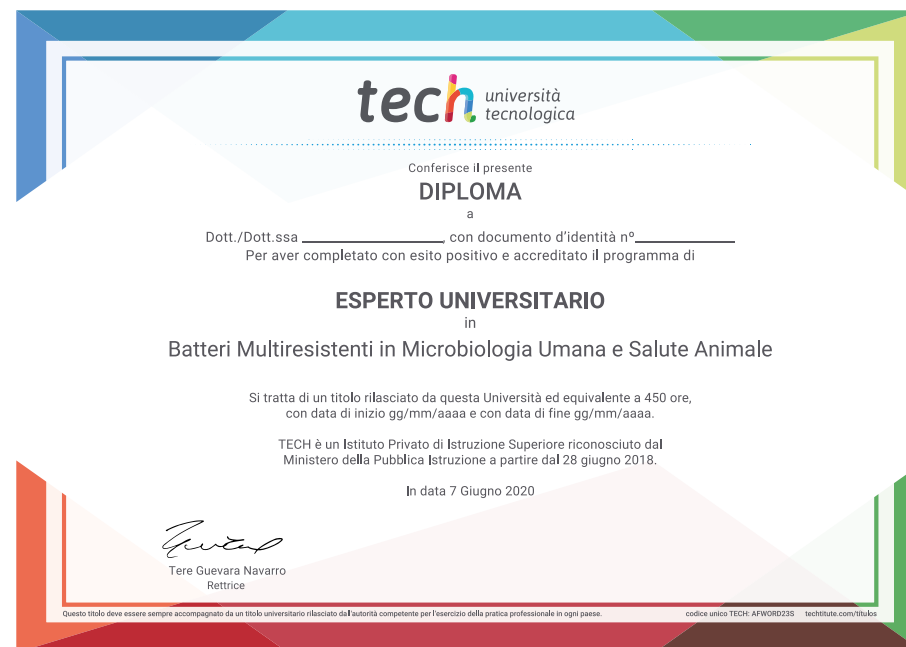 tech università
tecnologica
Conferisce il presente
DIPLOMA
a
Dott./Dott.ssa ____________________, con documento d'identità nº______________
Per aver completato con esito positivo e accreditato il programma di
ESPERTO UNIVERSITARIO
in
Batteri Multiresistenti in Microbiologia Umana e Salute Animale
Si tratta di un titolo rilasciato da questa Università ed equivalente a 450 ore,
con data di inizio gg/mm/aaaa e con data di fine gg/mm/aaaa.
TECH è un Istituto Privato di Istruzione Superiore riconosciuto dal
Ministero della Pubblica Istruzione a partire dal 28 giugno 2018.
In data 7 Giugno 2020
Tere Guevara Navarro
Rettrice
Questo titolo deve essere sempre accompagnato da un titolo universitario rilasciato dall'autorità competente per l'esercizio della pratica professionale in ogni paese. codice unico TECH: AFWORD23S techtitute.com/titulos